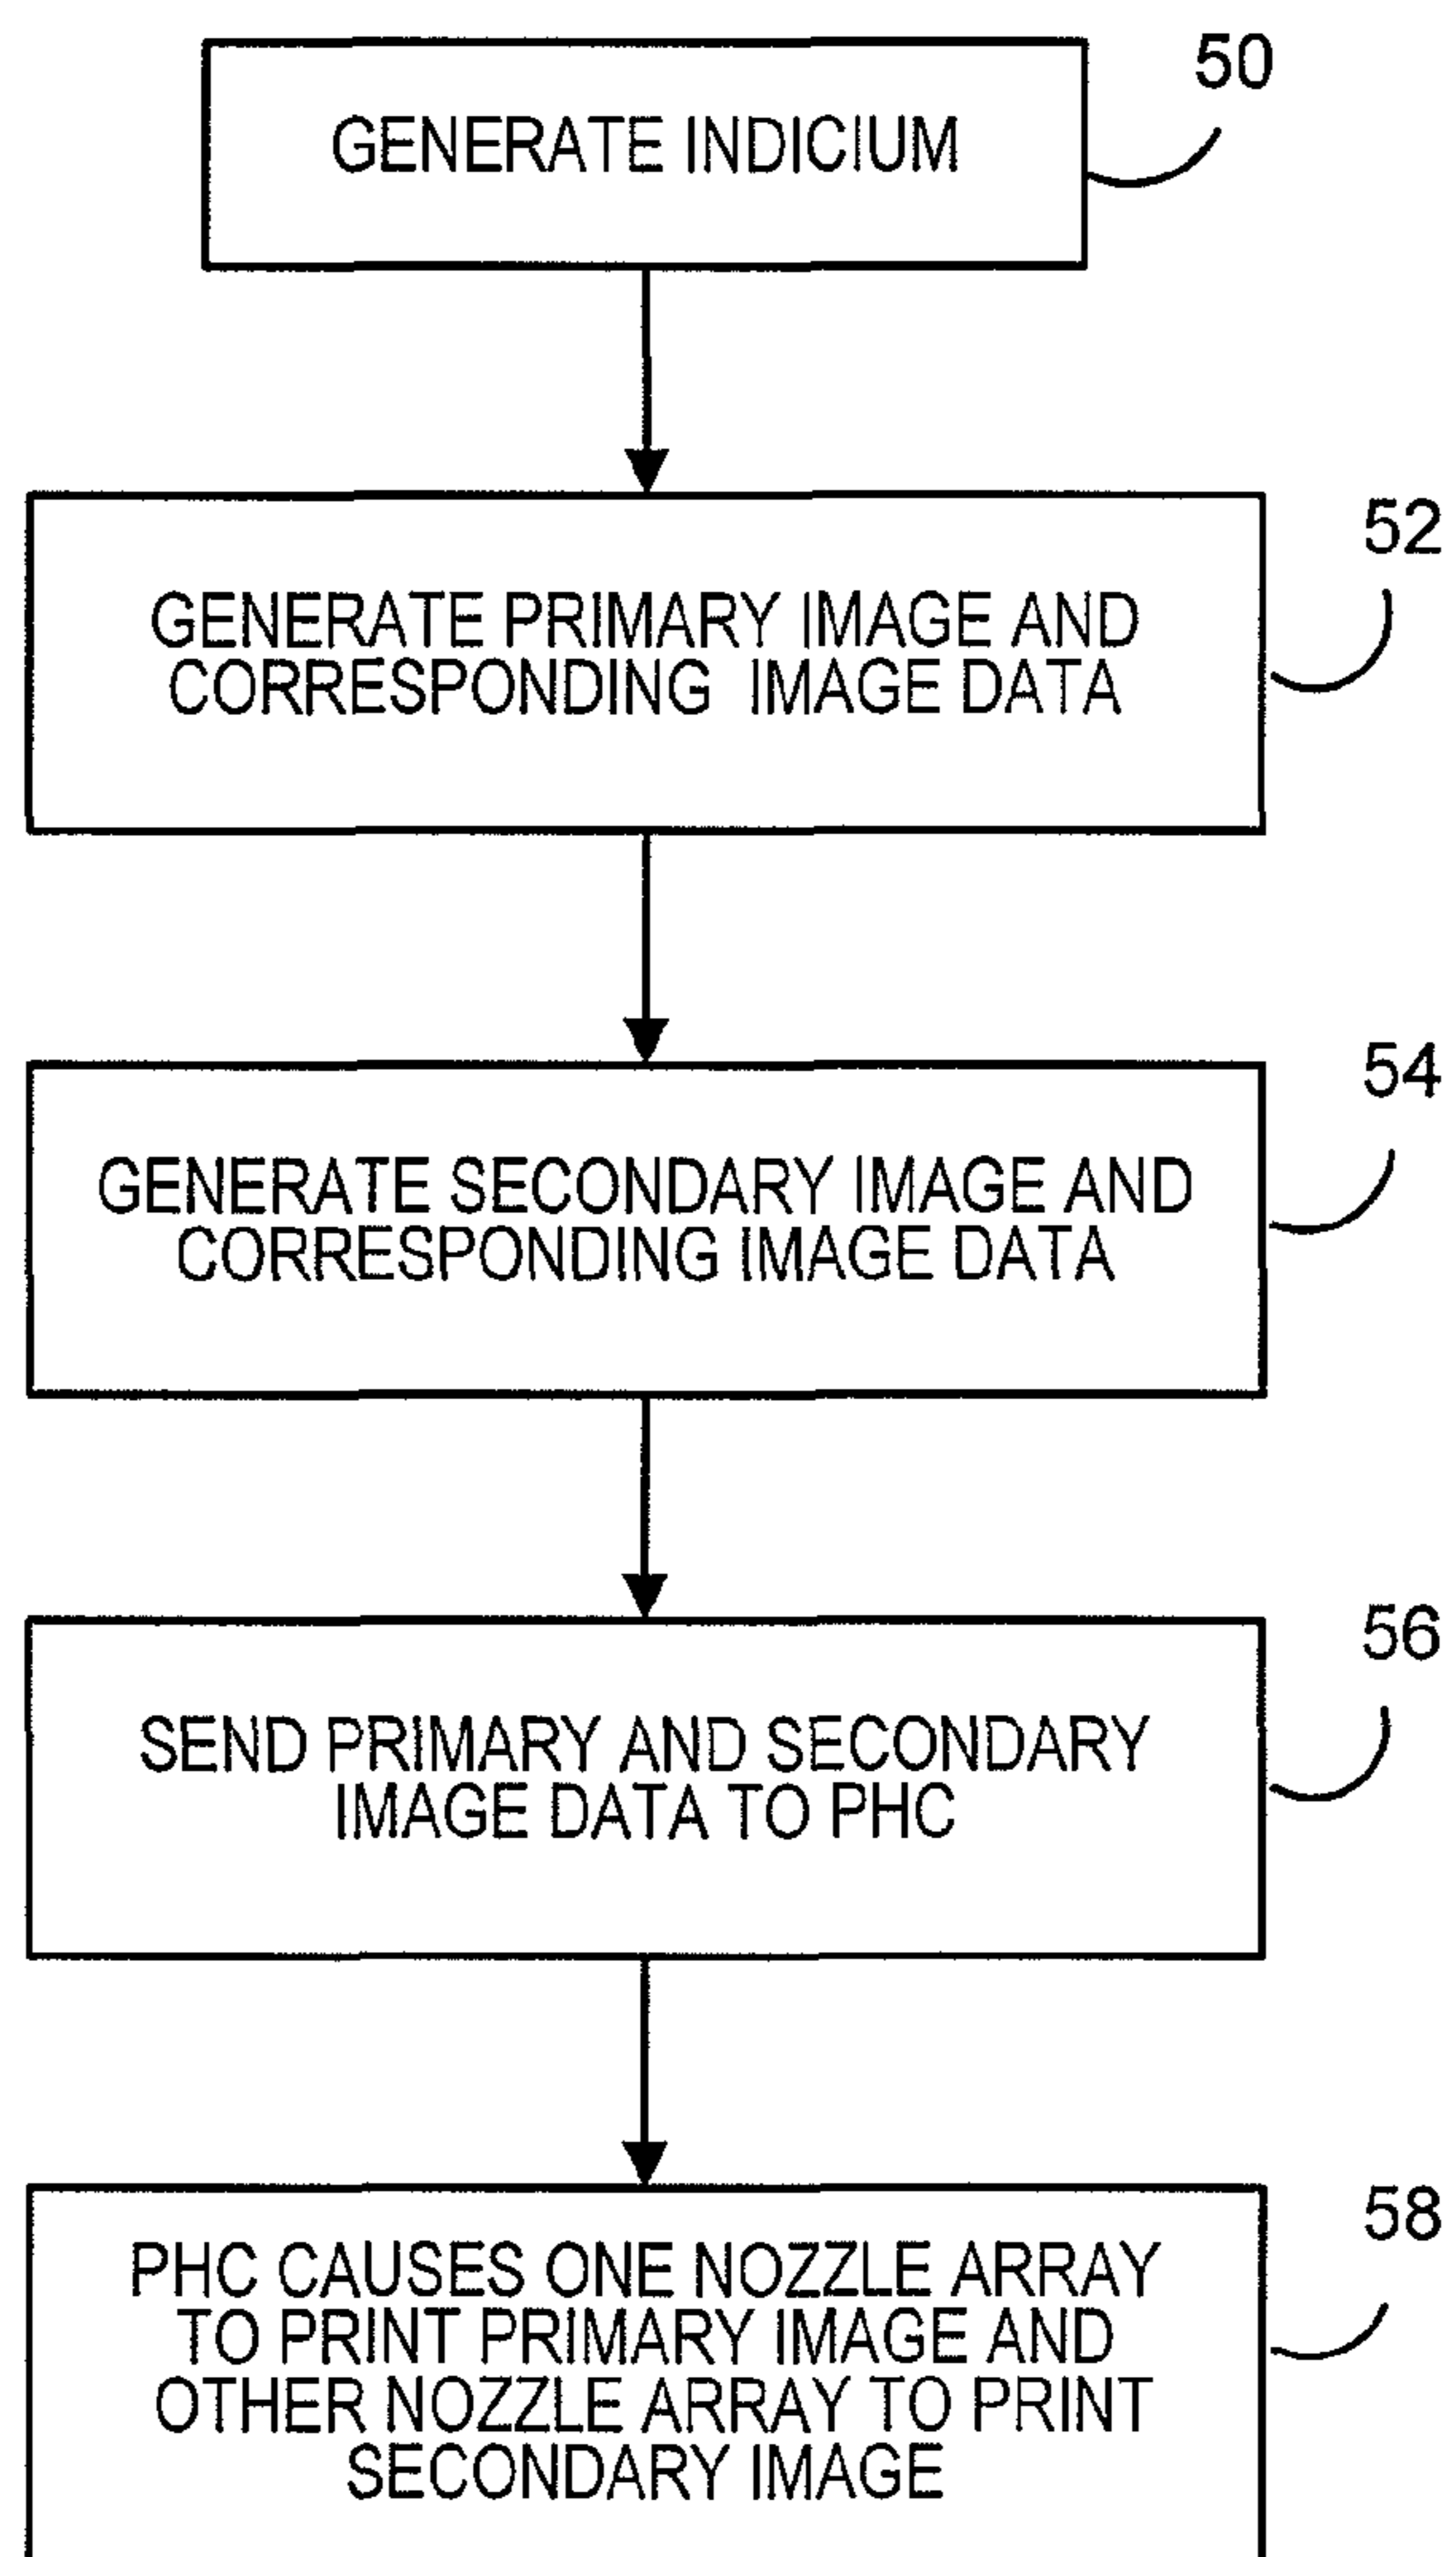 50
GENERATE INDICIUM
52
GENERATE PRIMARY IMAGE AND
CORRESPONDING IMAGE DATA
54
GENERATE SECONDARY IMAGE AND
CORRESPONDING IMAGE DATA
56
SEND PRIMARY AND SECONDARY
IMAGE DATA TO PHC
58
PHC CAUSES ONE NOZZLE ARRAY
TO PRINT PRIMARY IMAGE AND
OTHER NOZZLE ARRAY TO PRINT
SECONDARY IMAGE